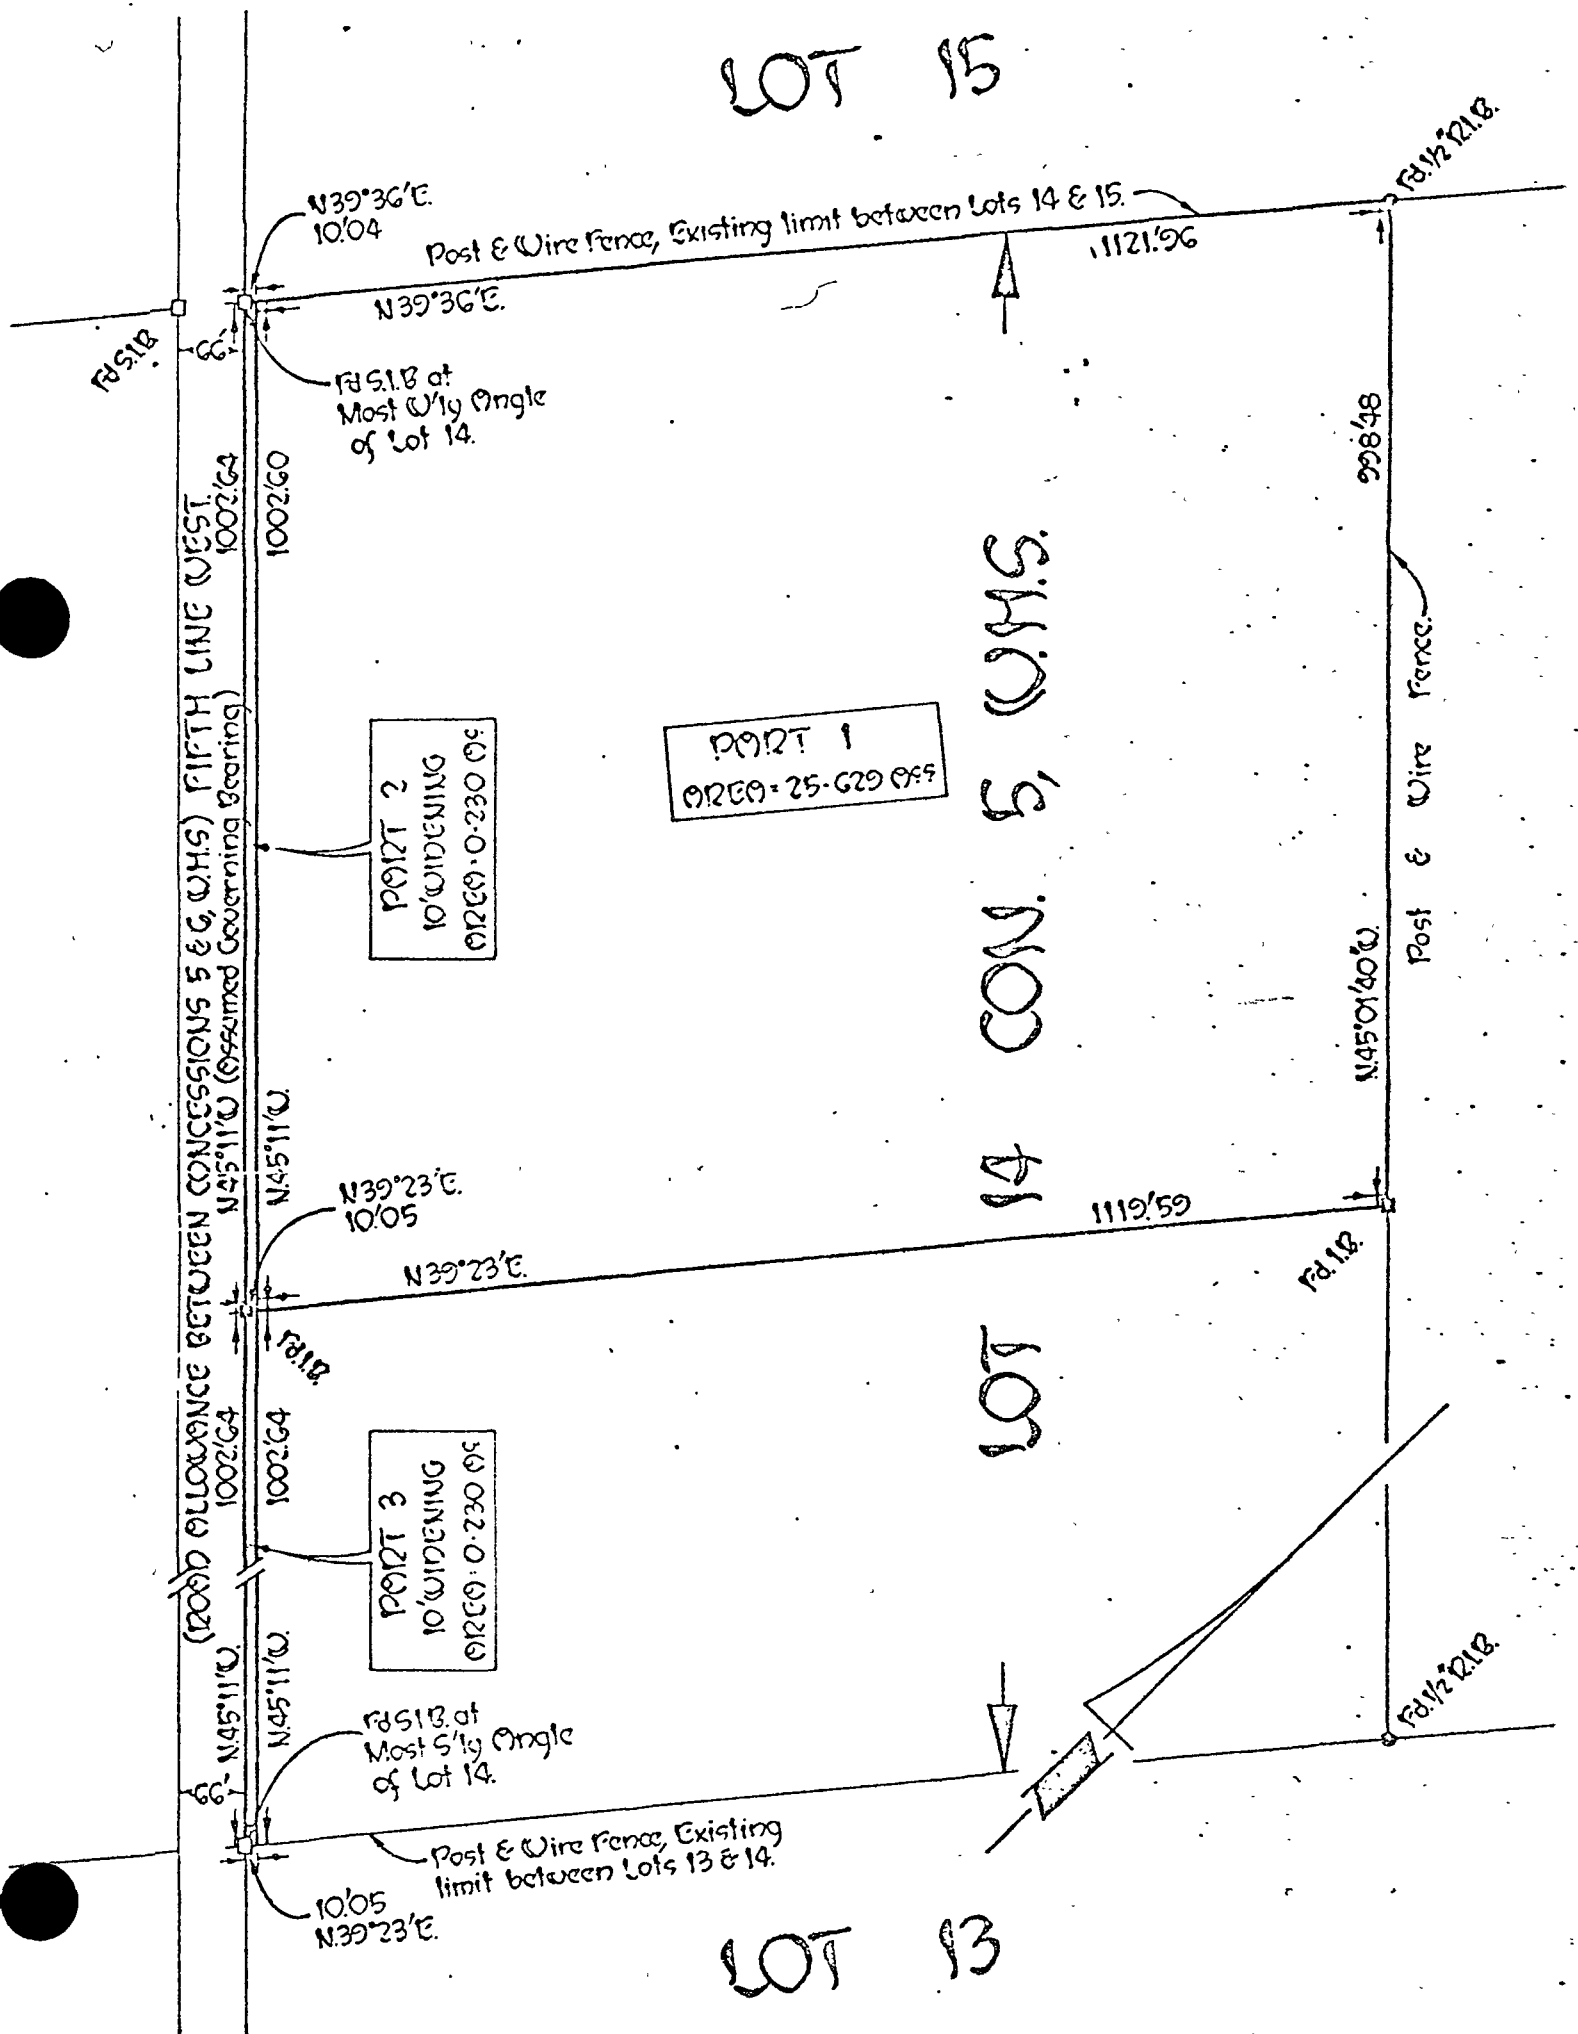 LOT 15
N39°36'E.
10'.04
Post & Wire Fence, Existing limit between Lots 14 & 15.
1121'.96
Fd. 1/2" R.I.B.
N39°36'E.
Fd S.I.B.
66'
Fd S.I.B at
Most W'ly Angle
of Lot 14.
1002'.64
1002'.60
998'.48
(ROAD ALLOWANCE BETWEEN CONCESSIONS 5 & 6, W.H.S) FIFTH LINE WEST
N45°11'W (Assumed Governing Bearing)
N45°11'W.
PART 2
10' WIDENING
AREA = 0.230 Ac
PART 1
AREA = 25.629 Acs
LOT 14 CON. 5, W.H.S.
Post & Wire Fence.
N45°01'40"W.
N39°23'E.
10'.05
1119'.59
N39°23'E.
Fd. I.B.
Fd I.B.
1002'.64
1002'.64
PART 3
10' WIDENING
AREA = 0.230 Ac
N45°11'W.
N45°11'W.
Fd S.I.B. at
Most S'ly Angle
of Lot 14.
66'
Fd. 1/2" R.I.B.
Post & Wire Fence, Existing
limit between Lots 13 & 14.
10'.05
N39°23'E.
LOT 13